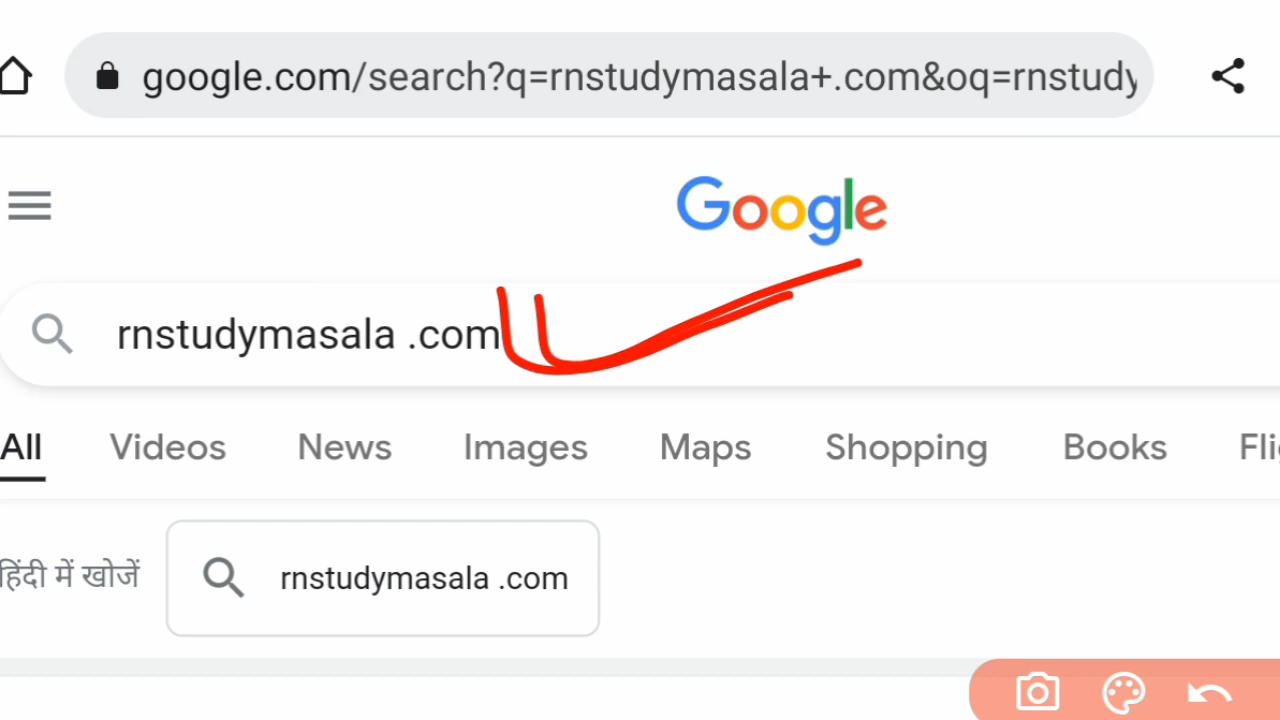 google.com/search?q=rnstudymasala+.com&oq=rnstudy
Google
rnstudymasala .com
All Videos News Images Maps Shopping Books Fli
हिंदी में खोजें rnstudymasala .com